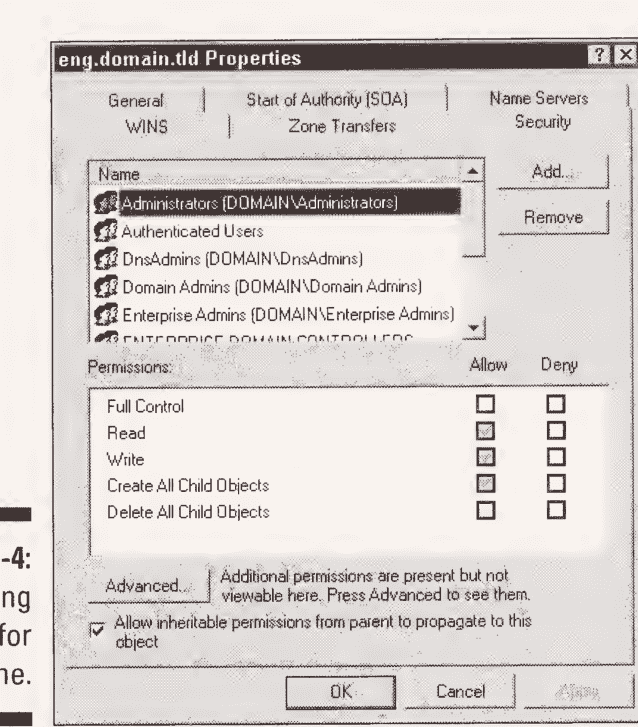 eng.domain.tld Properties
General
Start of Authority (SOA)
Name Servers
WINS
Zone Transfers
Security
Name
Add...
Administrators (DOMAIN\Administrators)
Remove
Authenticated Users
DnsAdmins (DOMAIN\DnsAdmins)
Domain Admins (DOMAIN\Domain Admins)
Enterprise Admins (DOMAIN\Enterprise Admins)
ENTERPRISE DOMAIN CONTROLLERS
Permissions:
Allow
Deny
Full Control
Read
Write
Create All Child Objects
Delete All Child Objects
-4:
ng
for
ne.
Advanced...
Additional permissions are present but not
viewable here. Press Advanced to see them.
Allow inheritable permissions from parent to propagate to this
object
OK
Cancel
Apply